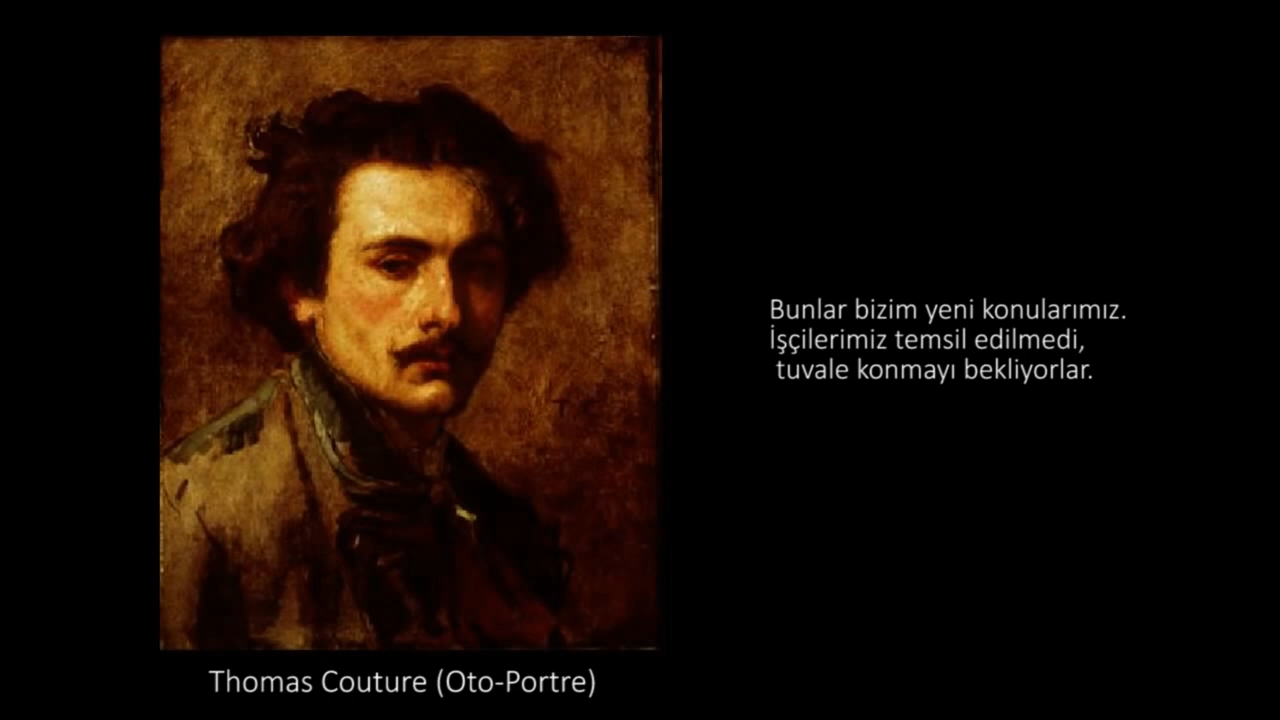 Bunlar bizim yeni konularımız.
İşçilerimiz temsil edilmedi,
tuvale konmayı bekliyorlar.
T C
Thomas Couture (Oto-Portre)